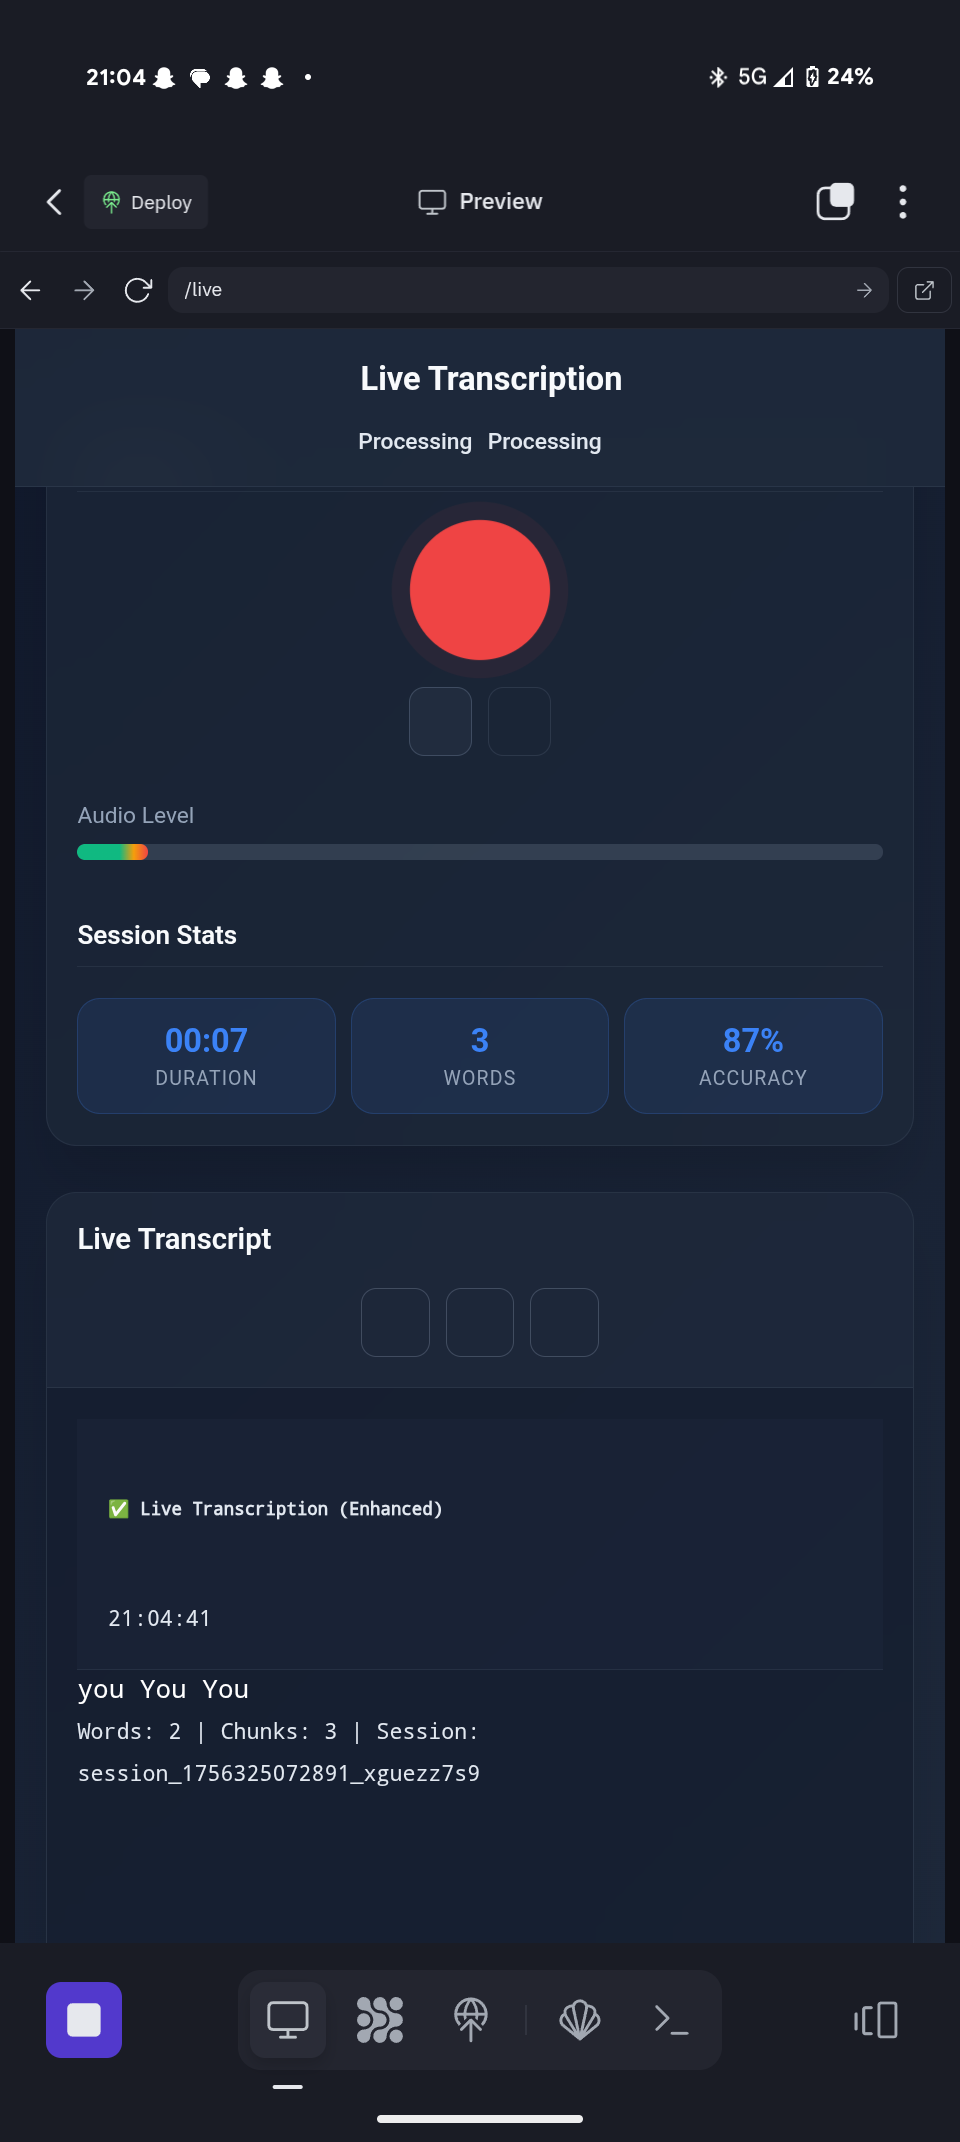 21:04
5G
24%
Deploy
Preview
/live
Live Transcription
Processing Processing
Audio Level
Session Stats
00:07
DURATION
3
WORDS
87%
ACCURACY
Live Transcript
✅ Live Transcription (Enhanced)
21:04:41
you You You
Words: 2 | Chunks: 3 | Session:
session_1756325072891_xguezz7s9